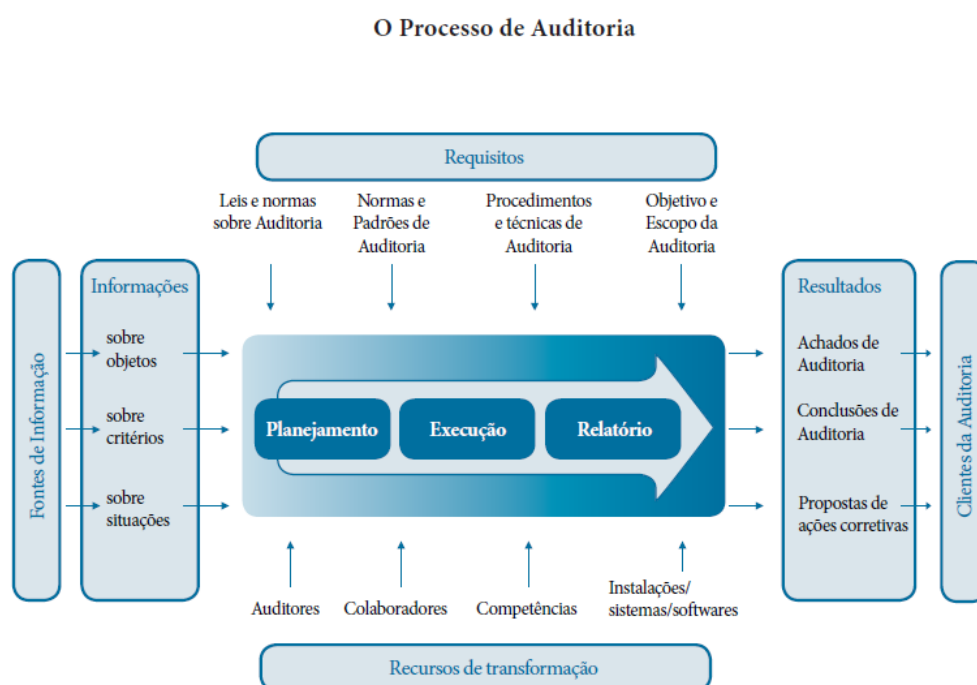 O Processo de Auditoria
Requisitos
Leis e normas
sobre Auditoria
Normas e
Padrões de
Auditoria
Procedimentos
e técnicas de
Auditoria
Objetivo e
Escopo da
Auditoria
Fontes de Informação
Informações
sobre
objetos
sobre
critérios
sobre
situações
Planejamento
Execução
Relatório
Resultados
Achados de
Auditoria
Conclusões de
Auditoria
Propostas de
ações corretivas
Clientes da Auditoria
Auditores
Colaboradores
Competências
Instalações/
sistemas/softwares
Recursos de transformação